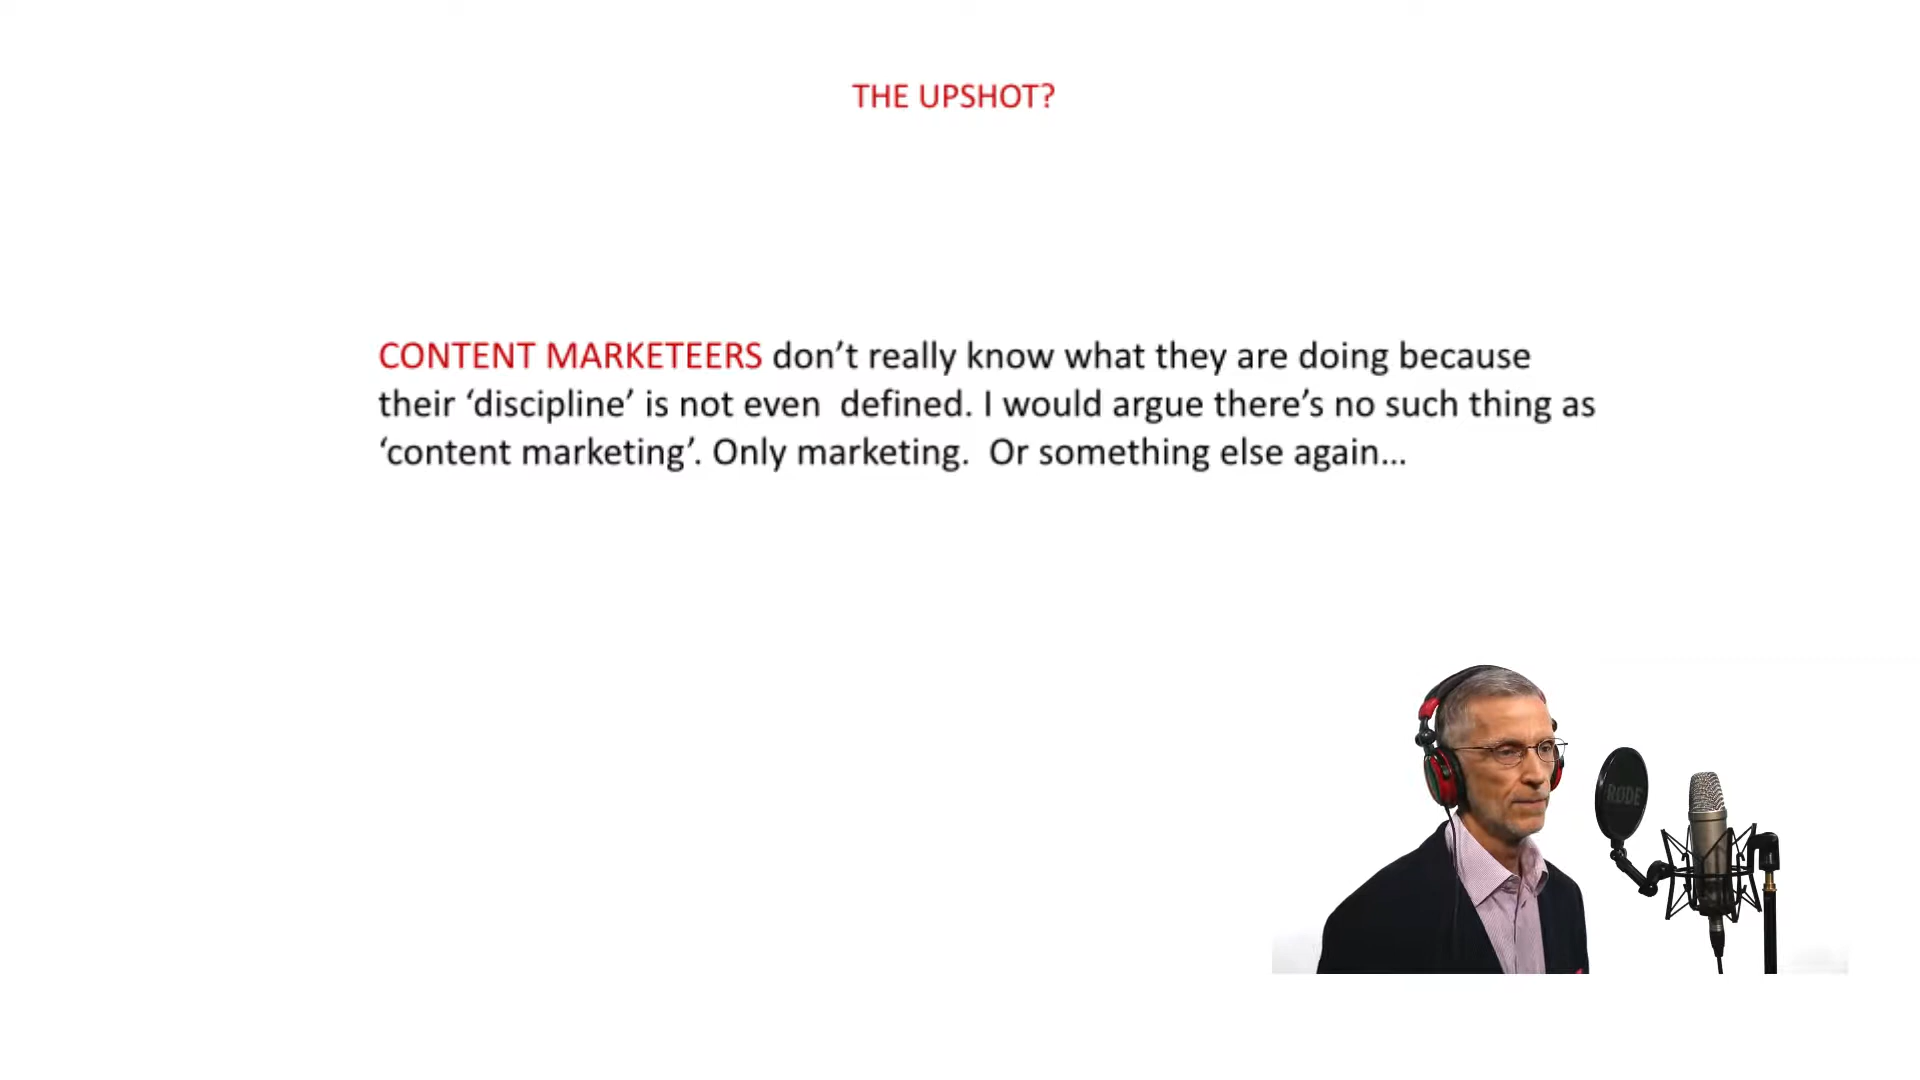 THE UPSHOT?
CONTENT MARKETEERS don’t really know what they are doing because
their ‘discipline’ is not even  defined. I would argue there’s no such thing as
‘content marketing’. Only marketing.  Or something else again...
RØDE